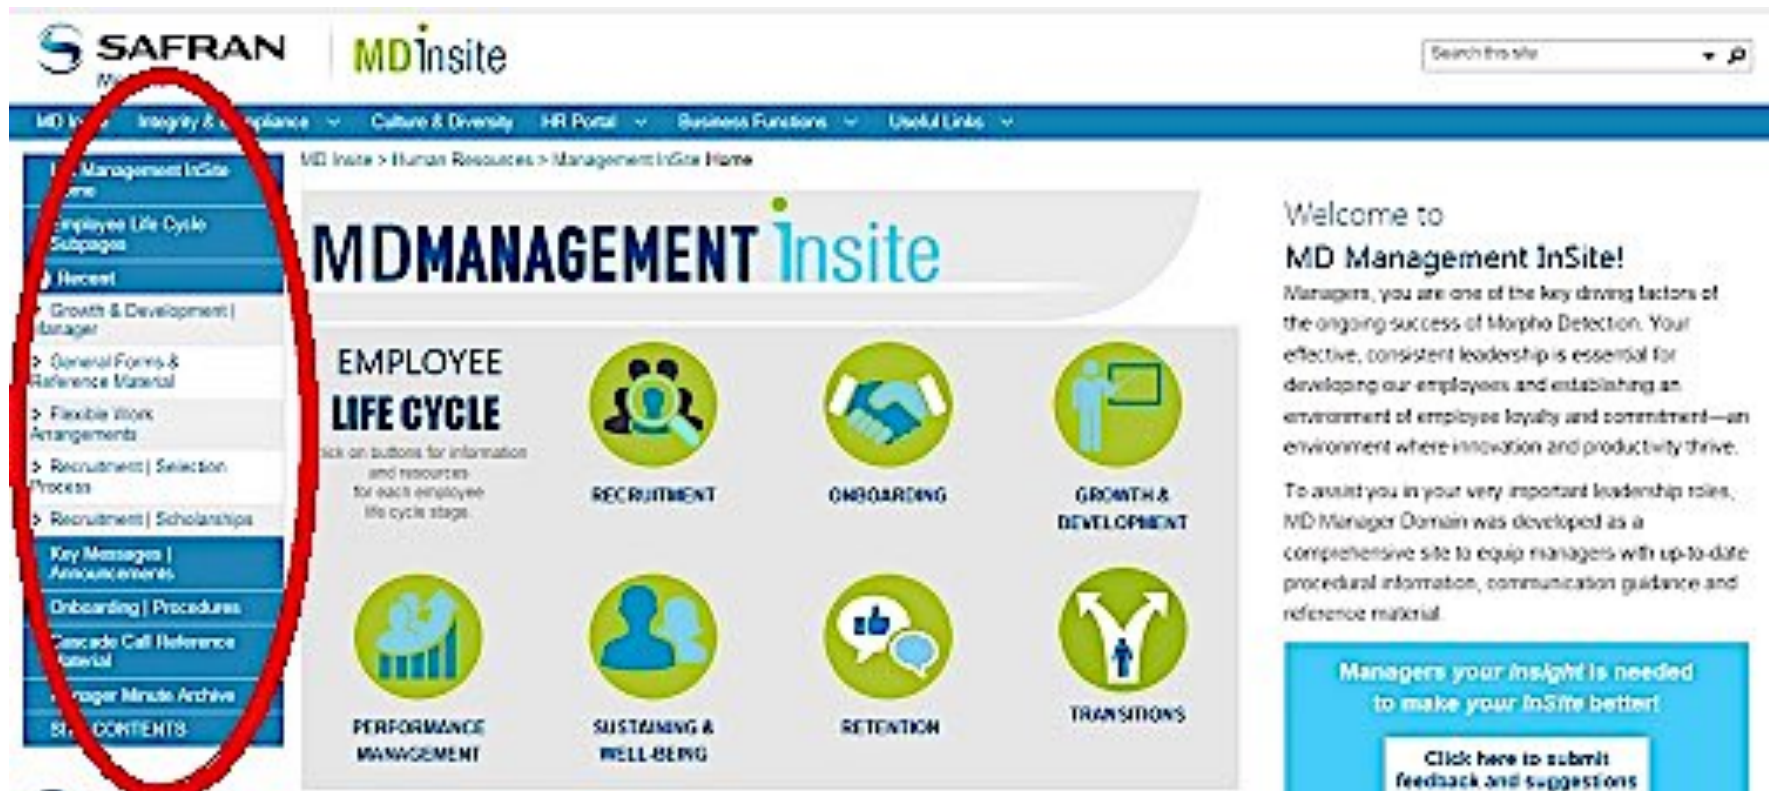 SAFRAN
MDInsite
Search this site
Integrity & Compliance
Culture & Diversity
HR Portal
Business Functions
Useful Links
MD Insite > Human Resources > Management InSite Home
Management InSite
Employee Life Cycle
Subpages
Recent
> Growth & Development |
Manager
> General Forms &
Reference Material
> Flexible Work
Arrangements
> Recruitment | Selection
Process
> Recruitment | Scholarships
Key Messages |
Announcements
Onboarding | Procedures
Cascade Call Reference
Material
Manager Minute Archive
CONTENTS
MDMANAGEMENT Insite
EMPLOYEE
LIFE CYCLE
on buttons for information
and resources
for each employee
life cycle stage.
RECRUITMENT
ONBOARDING
GROWTH &
DEVELOPMENT
PERFORMANCE
MANAGEMENT
SUSTAINING &
WELL-BEING
RETENTION
TRANSITIONS
Welcome to
MD Management InSite!
Managers, you are one of the key driving factors of
the ongoing success of Morpho Detection. Your
effective, consistent leadership is essential for
developing our employees and establishing an
environment of employee loyalty and commitment—an
environment where innovation and productivity thrive.
To assist you in your very important leadership roles,
MD Manager Domain was developed as a
comprehensive site to equip managers with up-to-date
procedural information, communication guidance and
reference material.
Managers your insight is needed
to make your InSite better!
Click here to submit
feedback and suggestions